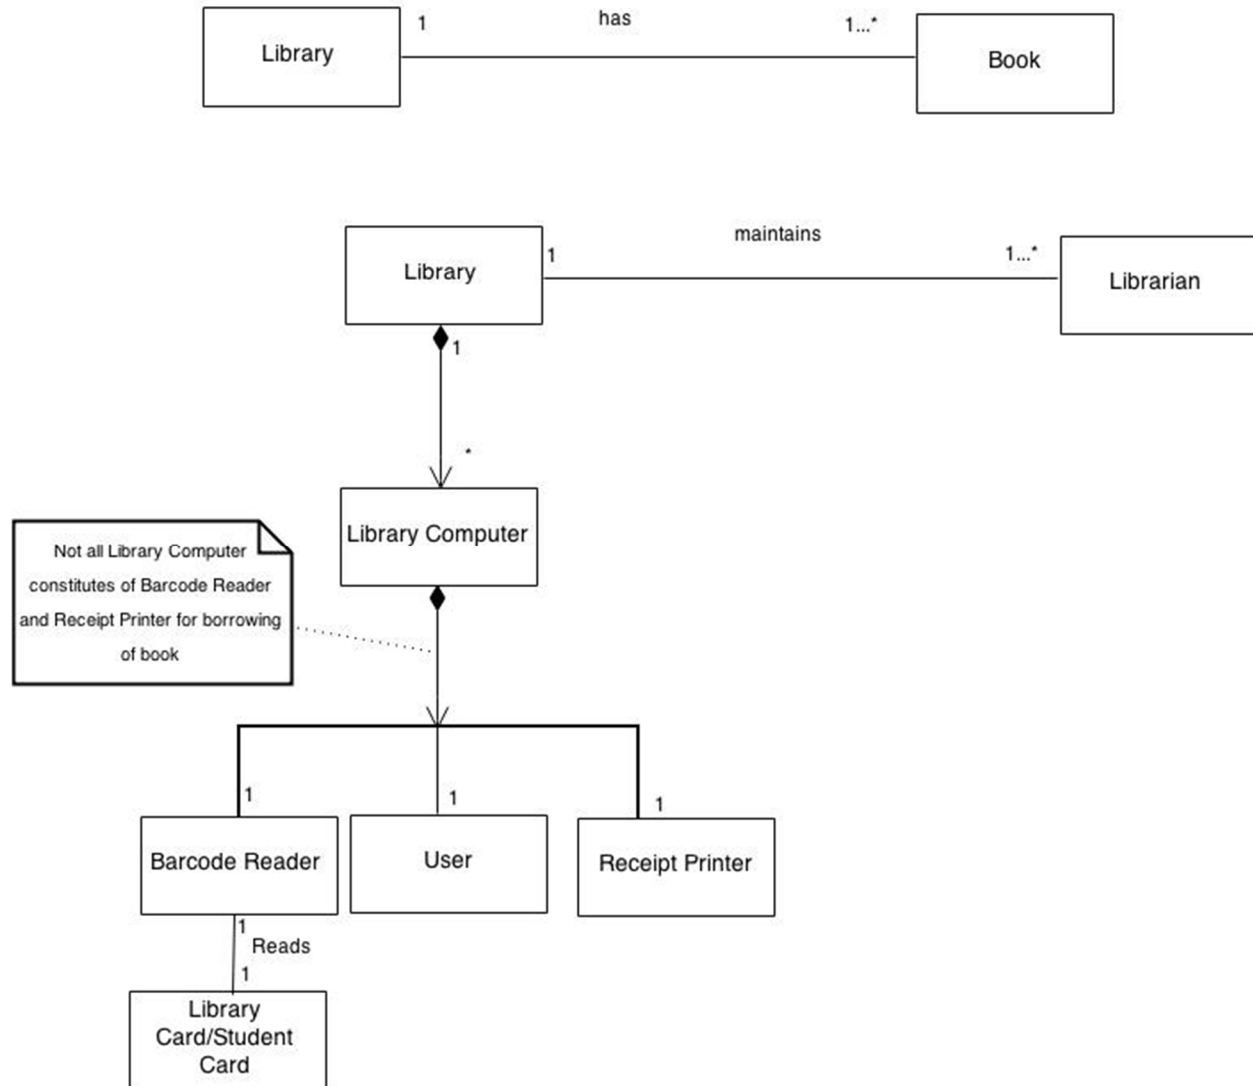 1
has
1...*
Library
Book
maintains
1
1...*
Library
Librarian
1
*
Library Computer
Not all Library Computer
constitutes of Barcode Reader
and Receipt Printer for borrowing
of book
1
1
1
Barcode Reader
User
Receipt Printer
1
Reads
1
Library
Card/Student
Card